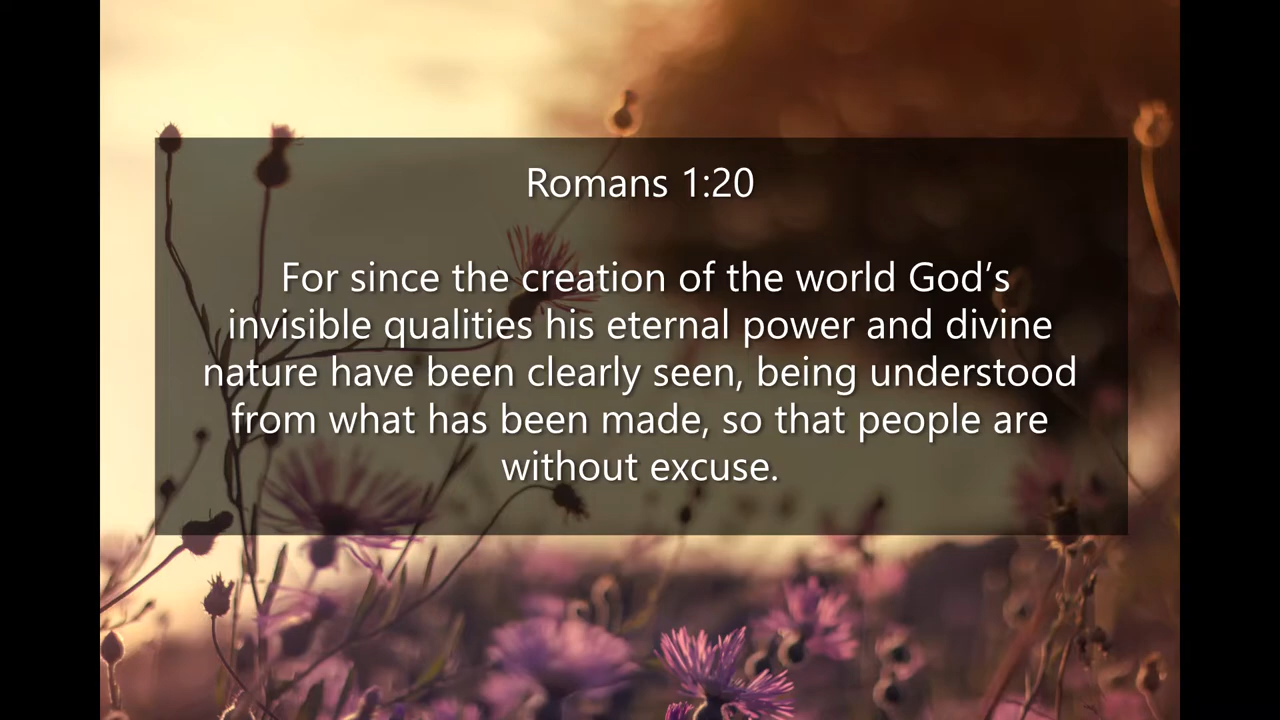 Romans 1:20
For since the creation of the world God’s
invisible qualities his eternal power and divine
nature have been clearly seen, being understood
from what has been made, so that people are
without excuse.